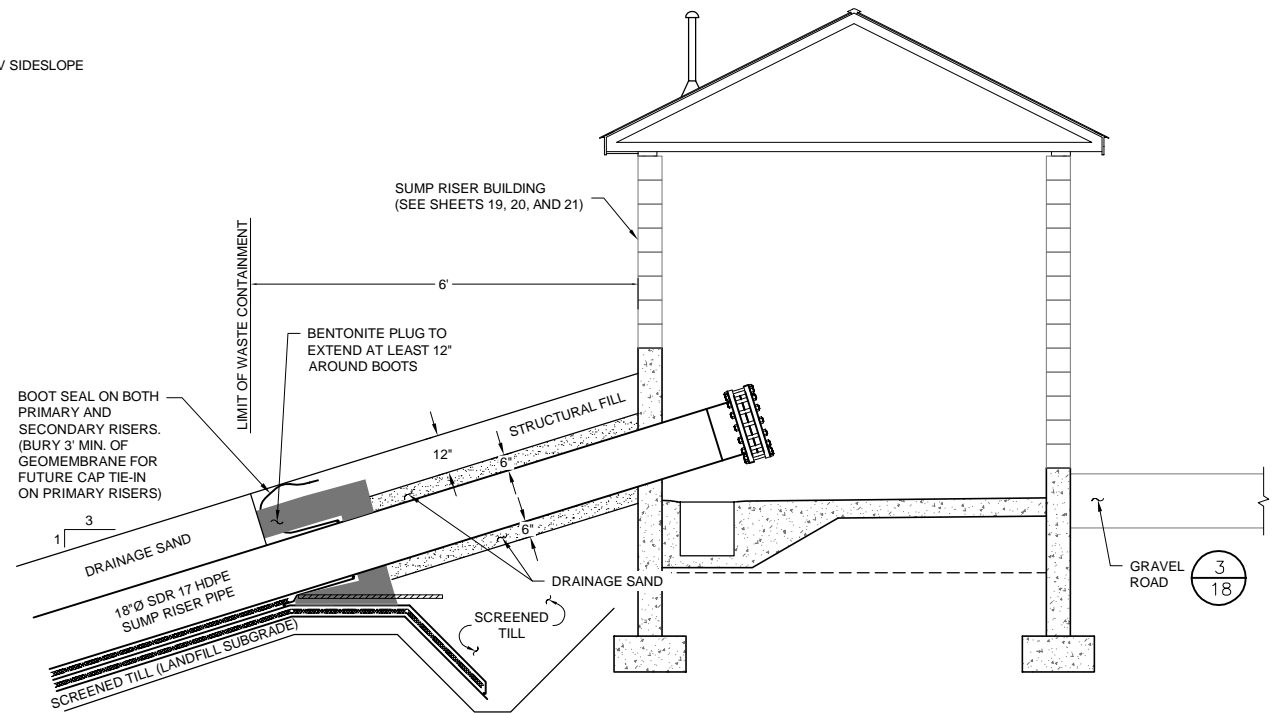 SIDESLOPE
SUMP RISER BUILDING
(SEE SHEETS 19, 20, AND 21)
LIMIT OF WASTE CONTAINMENT
6'
BENTONITE PLUG TO
EXTEND AT LEAST 12"
AROUND BOOTS
BOOT SEAL ON BOTH
PRIMARY AND
SECONDARY RISERS.
(BURY 3' MIN. OF
GEOMEMBRANE FOR
FUTURE CAP TIE-IN
ON PRIMARY RISERS)
STRUCTURAL FILL
12"
6"
6"
3
1
DRAINAGE SAND
18"Ø SDR 17 HDPE
SUMP RISER PIPE
DRAINAGE SAND
SCREENED
TILL
SCREENED TILL (LANDFILL SUBGRADE)
GRAVEL
ROAD
3
18